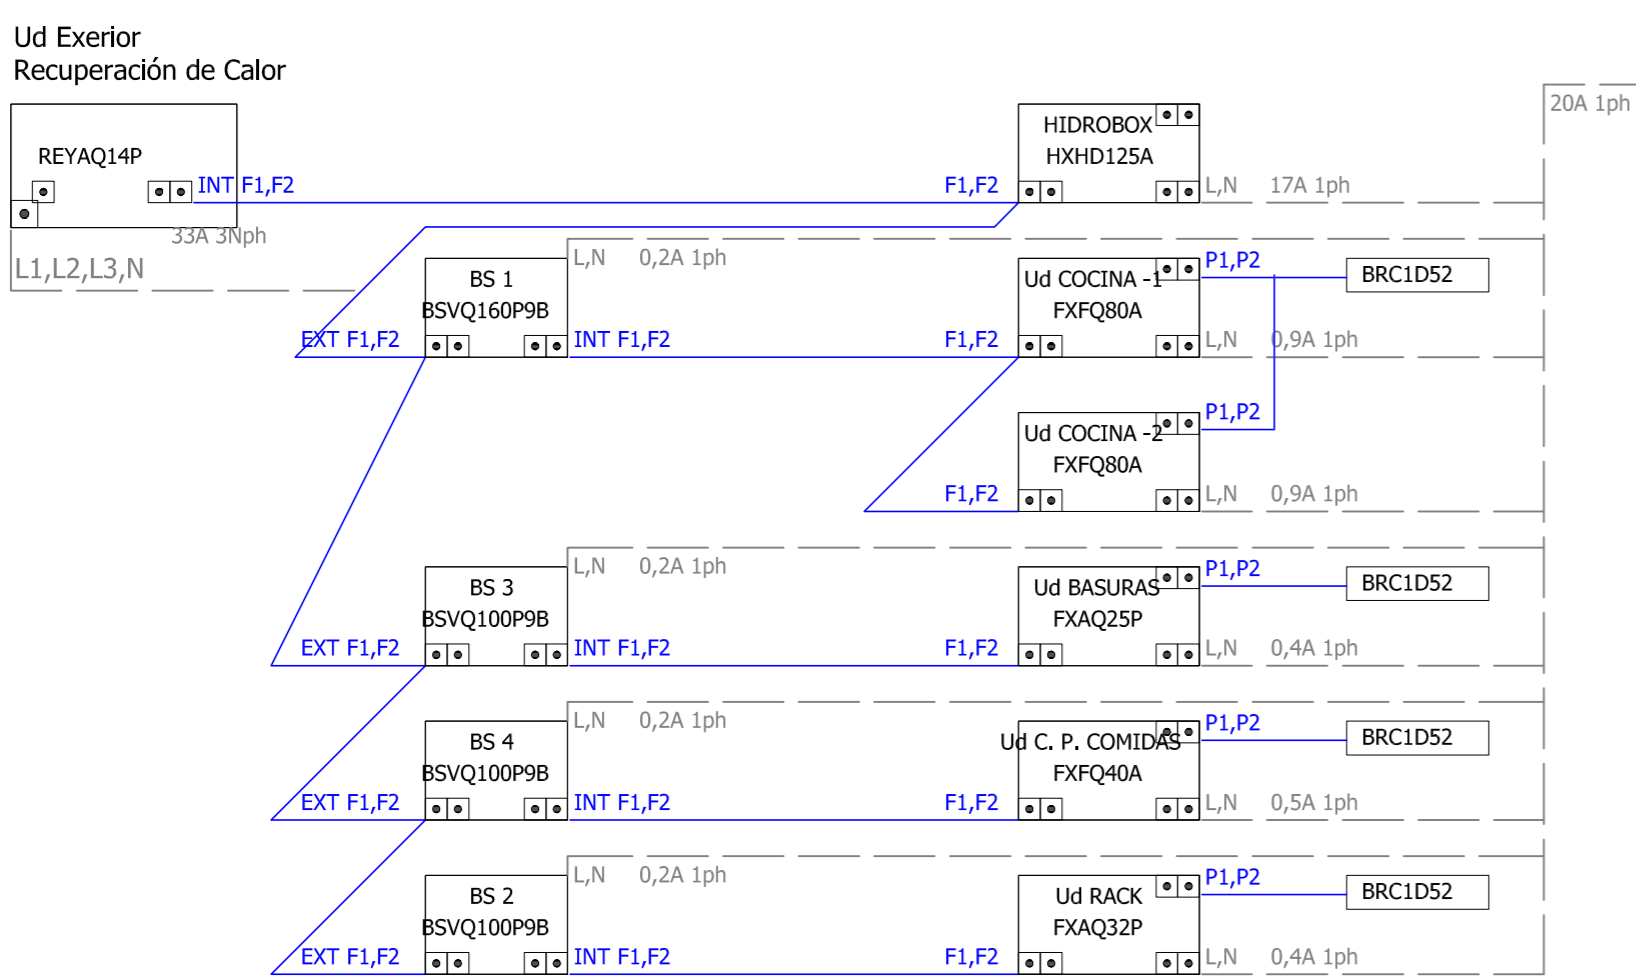 Ud Exerior
Recuperación de Calor
20A 1ph
REYAQ14P
INT F1,F2
33A 3Nph
L1,L2,L3,N
HIDROBOX
HXHD125A
F1,F2
L,N 17A 1ph
BS 1
BSVQ160P9B
L,N 0,2A 1ph
EXT F1,F2
INT F1,F2
Ud COCINA -1
FXFQ80A
P1,P2
BRC1D52
F1,F2
L,N 0,9A 1ph
Ud COCINA -2
FXFQ80A
P1,P2
F1,F2
L,N 0,9A 1ph
BS 3
BSVQ100P9B
L,N 0,2A 1ph
EXT F1,F2
INT F1,F2
Ud BASURAS
FXAQ25P
P1,P2
BRC1D52
F1,F2
L,N 0,4A 1ph
BS 4
BSVQ100P9B
L,N 0,2A 1ph
EXT F1,F2
INT F1,F2
Ud C. P. COMIDAS
FXFQ40A
P1,P2
BRC1D52
F1,F2
L,N 0,5A 1ph
BS 2
BSVQ100P9B
L,N 0,2A 1ph
EXT F1,F2
INT F1,F2
Ud RACK
FXAQ32P
P1,P2
BRC1D52
F1,F2
L,N 0,4A 1ph